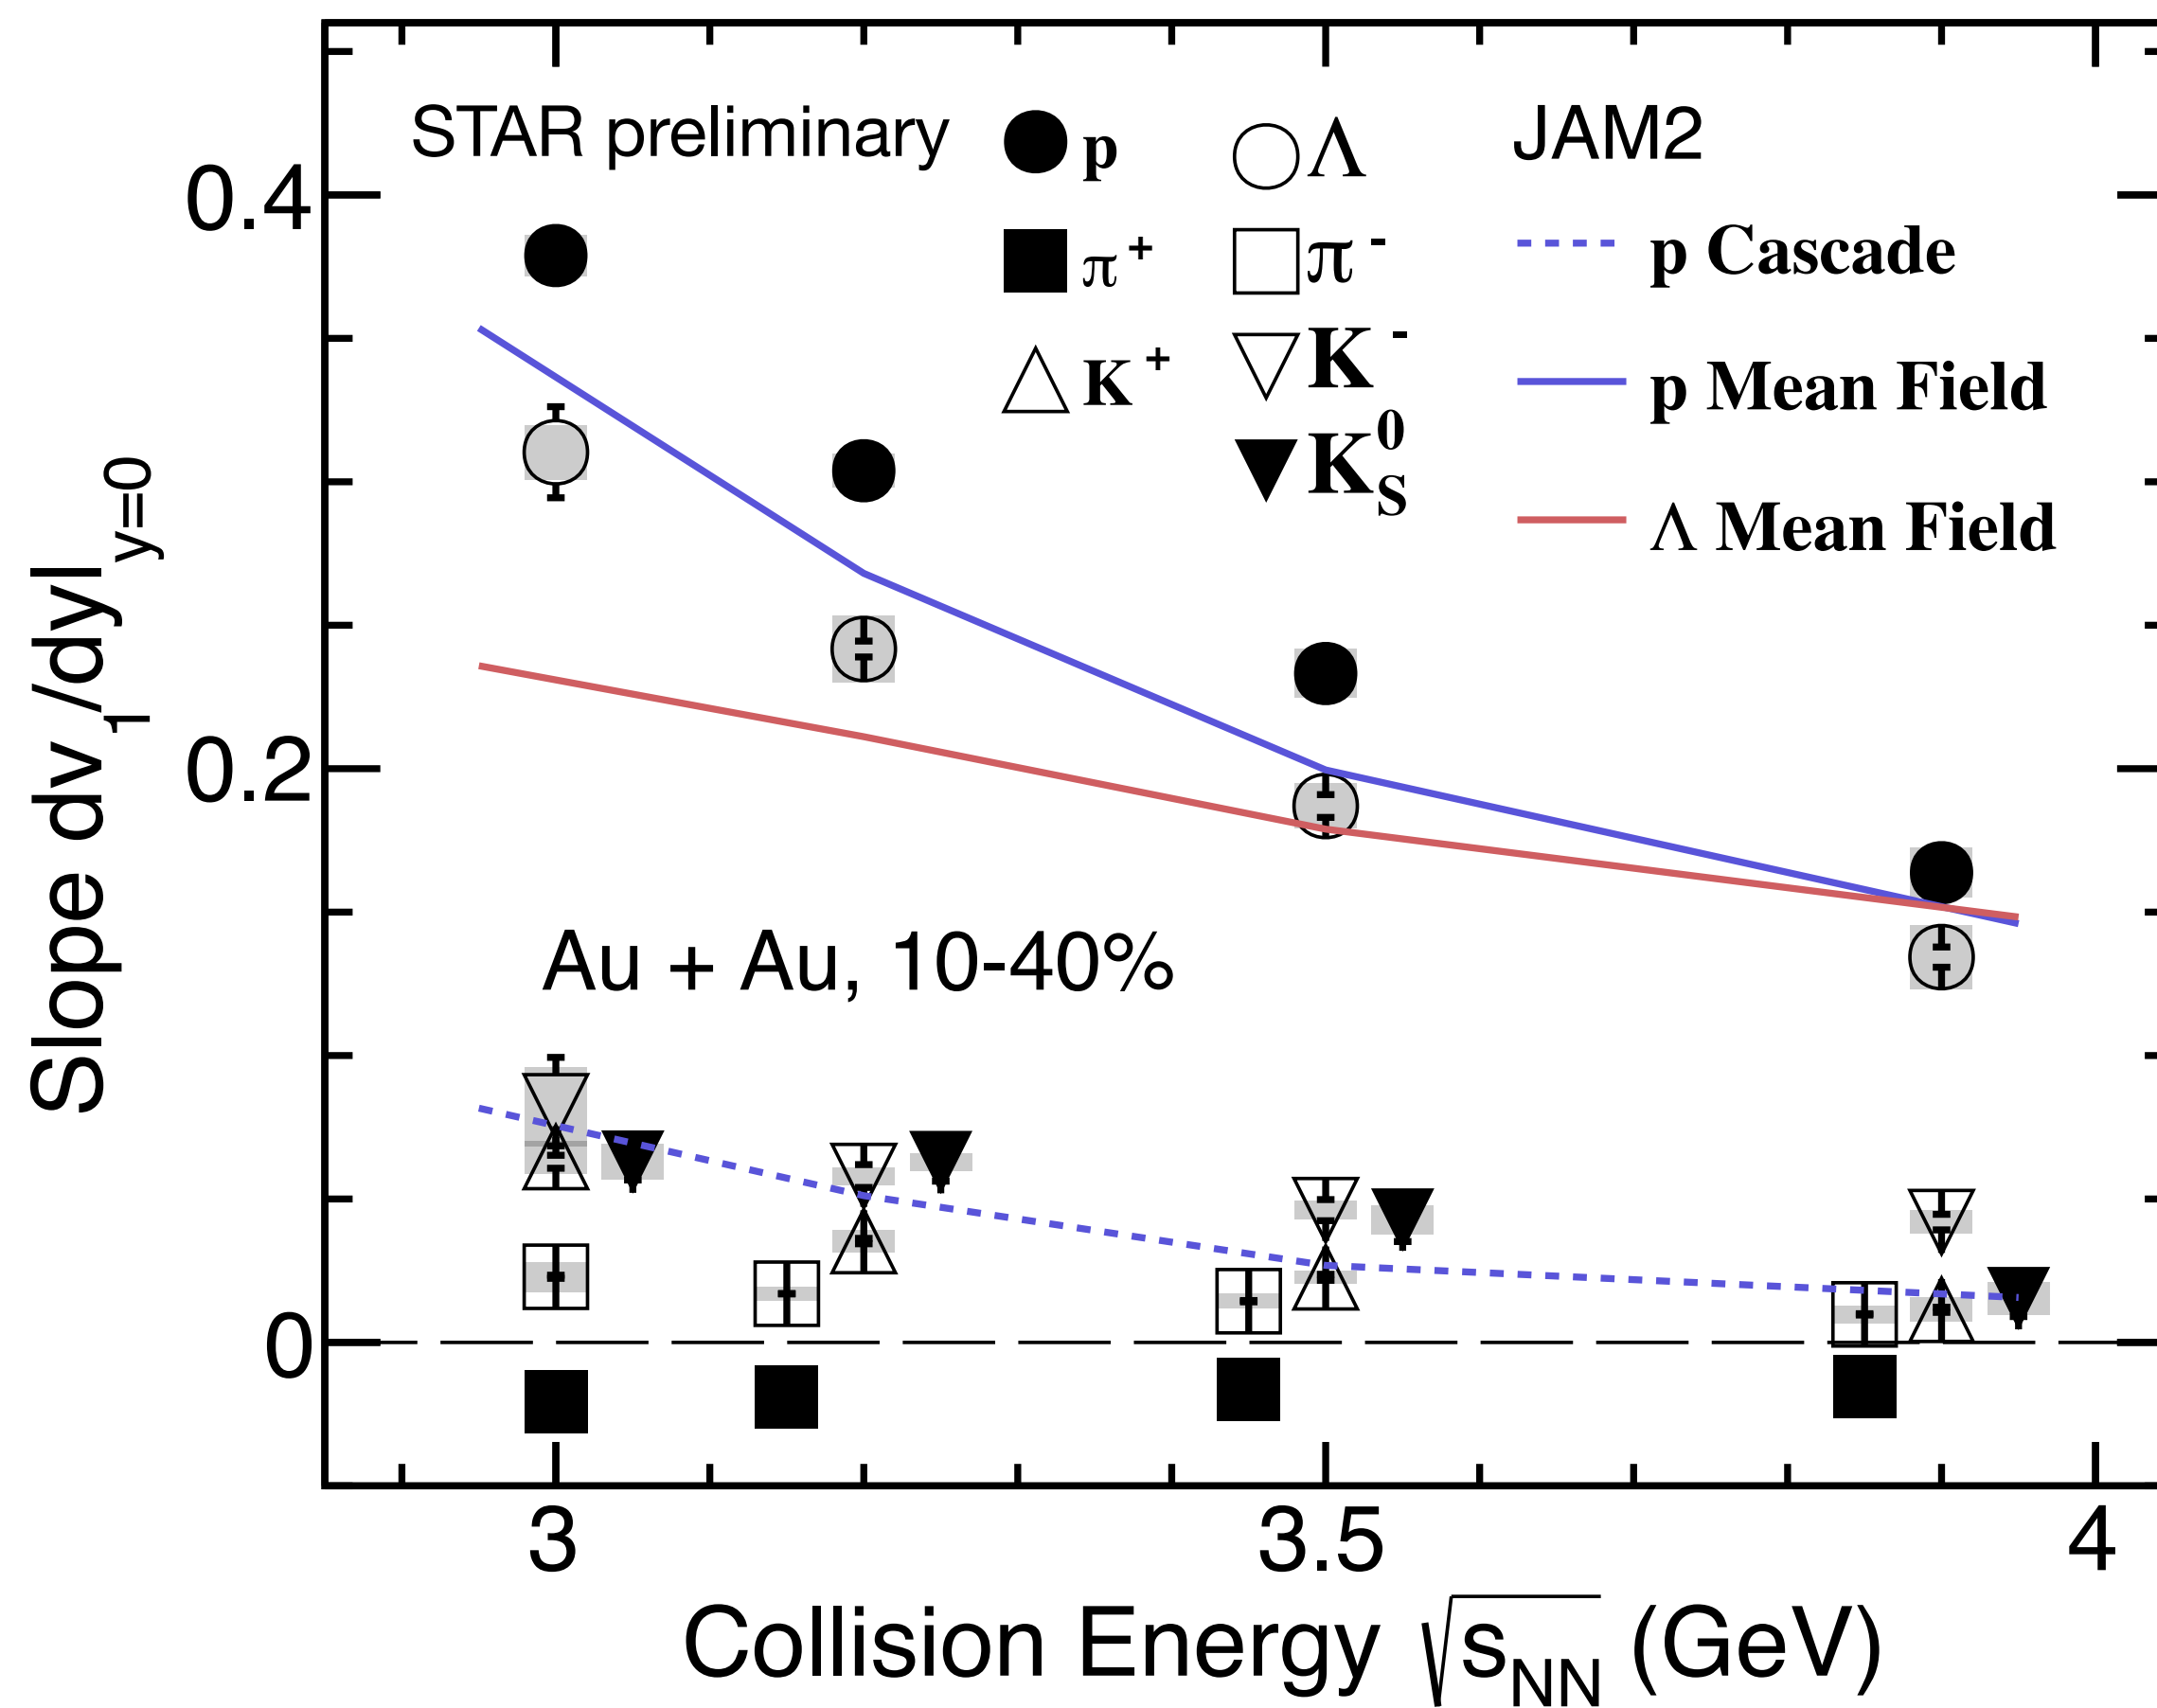 STAR preliminary
p
Λ
π+
π-
K+
K-
K0S
JAM2
p Cascade
p Mean Field
Λ Mean Field
0.4
0.2
0
Slope dv1/dy|y=0
Au + Au, 10-40%
3
3.5
4
Collision Energy √sNN (GeV)